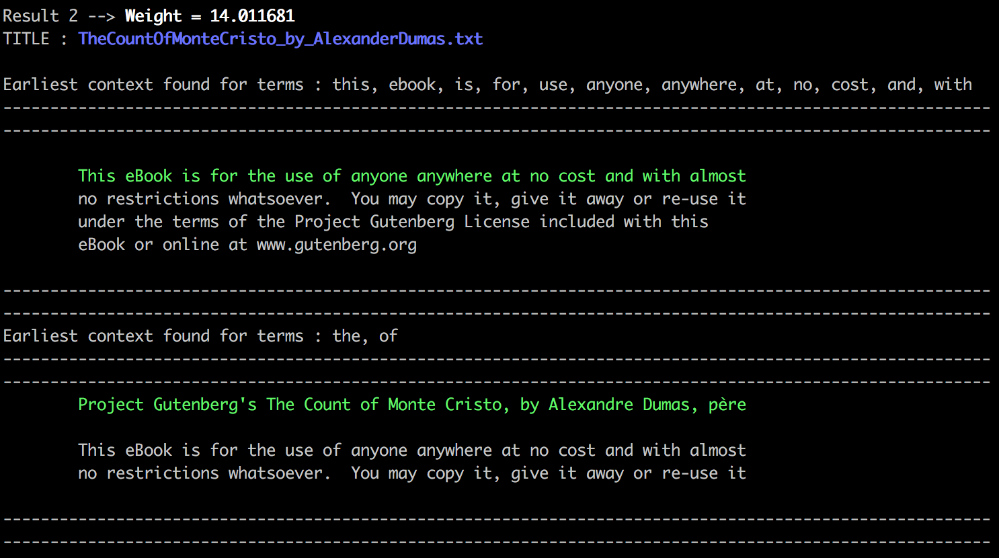 Result 2 --> Weight = 14.011681
TITLE : TheCountOfMonteCristo_by_AlexanderDumas.txt
Earliest context found for terms : this, ebook, is, for, use, anyone, anywhere, at, no, cost, and, with
---------------------------------------------------------------------------------------------------------
---------------------------------------------------------------------------------------------------------
This eBook is for the use of anyone anywhere at no cost and with almost
no restrictions whatsoever.  You may copy it, give it away or re-use it
under the terms of the Project Gutenberg License included with this
eBook or online at www.gutenberg.org
---------------------------------------------------------------------------------------------------------
---------------------------------------------------------------------------------------------------------
Earliest context found for terms : the, of
---------------------------------------------------------------------------------------------------------
---------------------------------------------------------------------------------------------------------
Project Gutenberg's The Count of Monte Cristo, by Alexandre Dumas, père
This eBook is for the use of anyone anywhere at no cost and with almost
no restrictions whatsoever.  You may copy it, give it away or re-use it
---------------------------------------------------------------------------------------------------------
---------------------------------------------------------------------------------------------------------